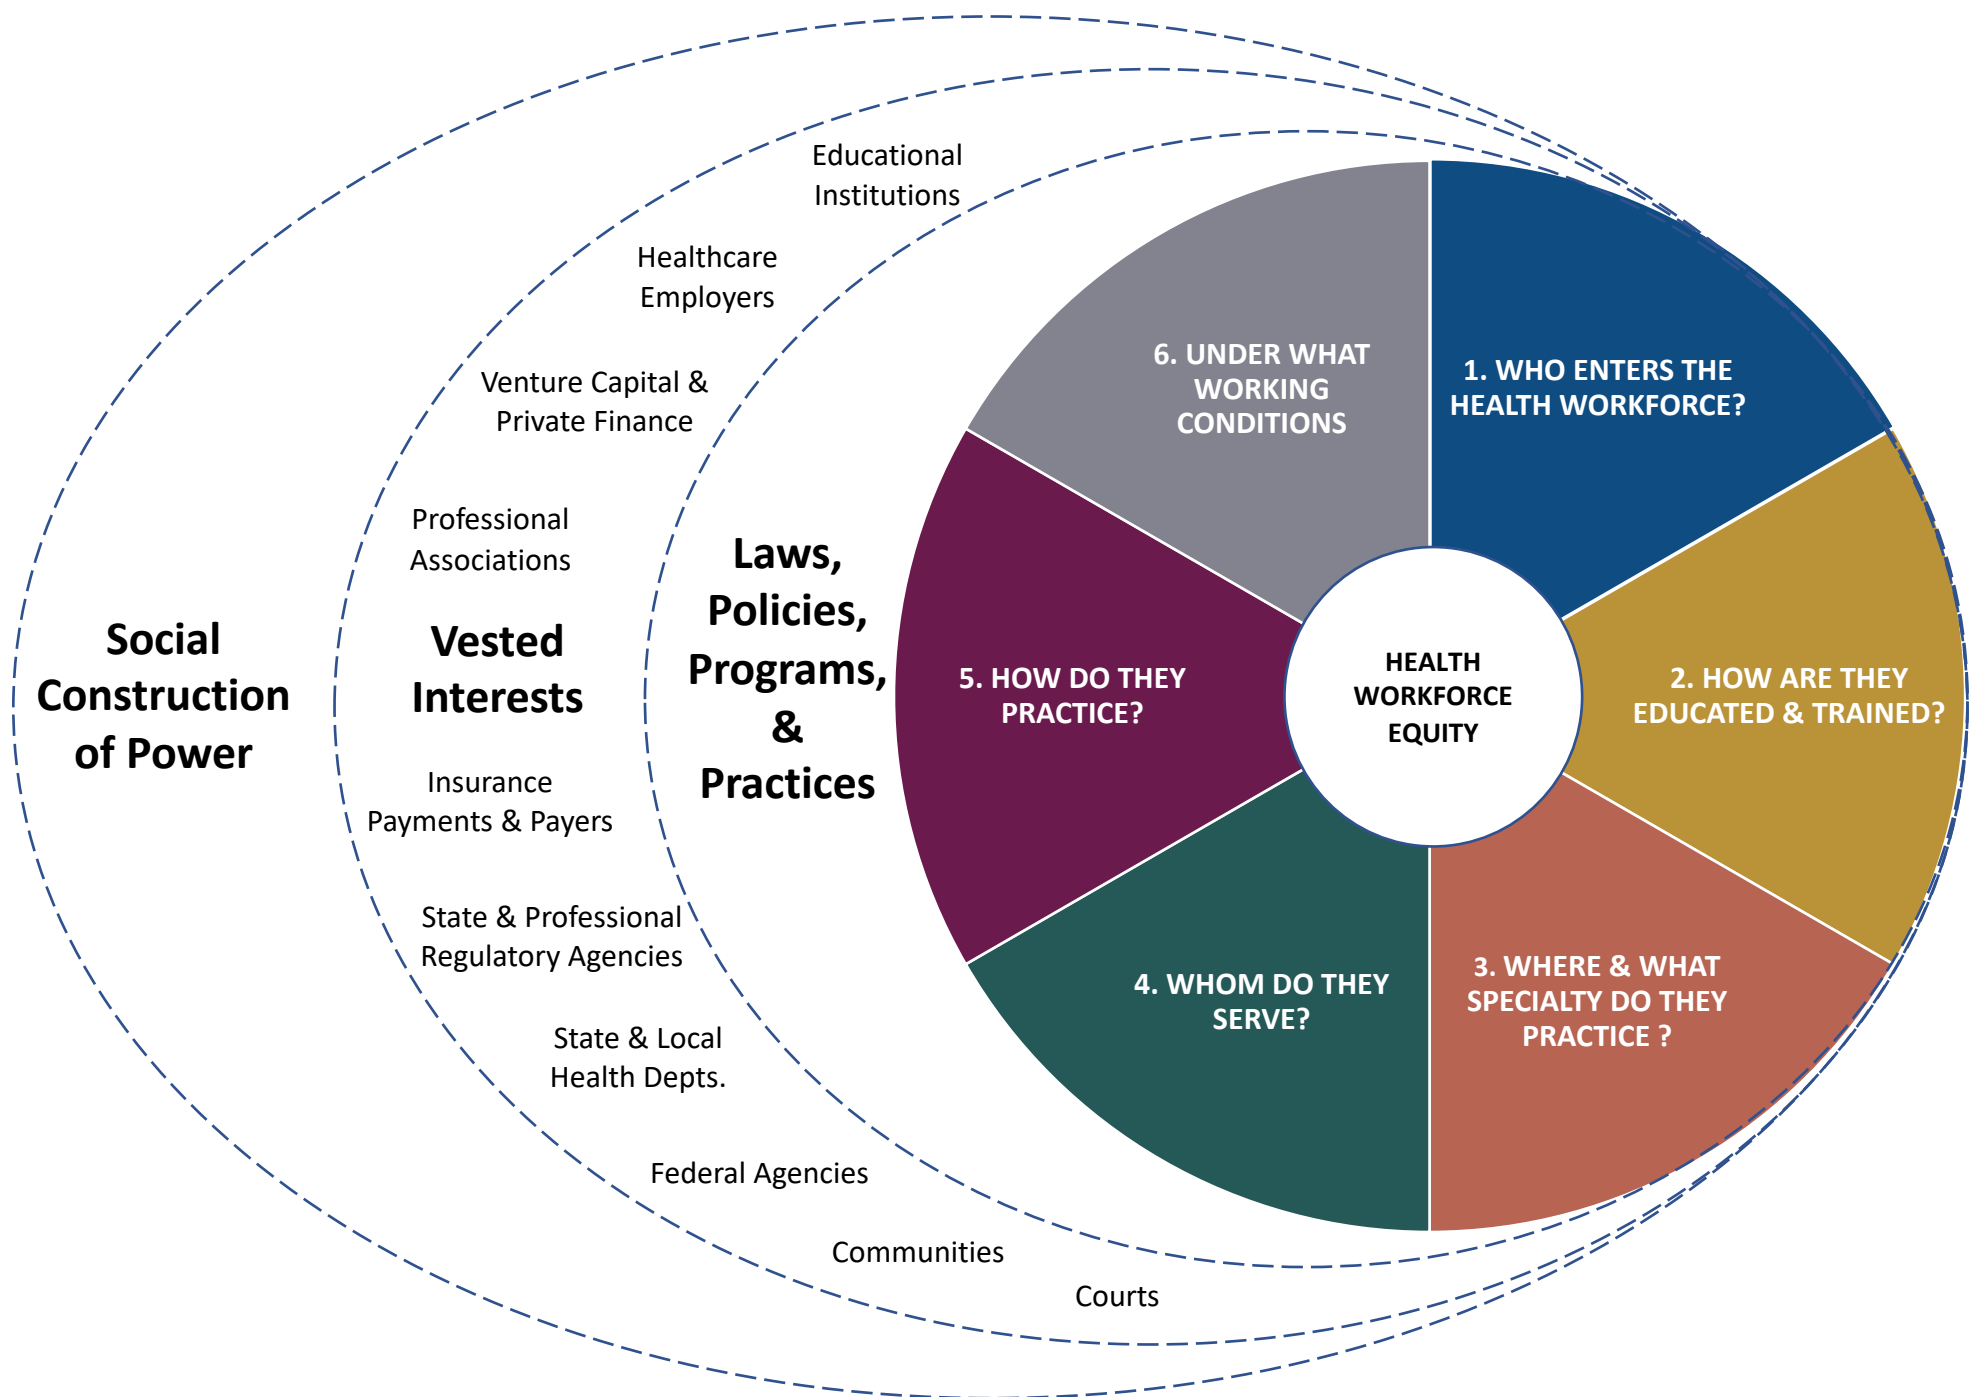 Social
Construction
of Power
Vested
Interests
Educational
Institutions
Healthcare
Employers
Venture Capital &
Private Finance
Professional
Associations
Insurance
Payments & Payers
State & Professional
Regulatory Agencies
State & Local
Health Depts.
Federal Agencies
Communities
Courts
Laws,
Policies,
Programs,
&
Practices
HEALTH
WORKFORCE
EQUITY
1. WHO ENTERS THE
HEALTH WORKFORCE?
2. HOW ARE THEY
EDUCATED & TRAINED?
3. WHERE & WHAT
SPECIALTY DO THEY
PRACTICE ?
4. WHOM DO THEY
SERVE?
5. HOW DO THEY
PRACTICE?
6. UNDER WHAT
WORKING
CONDITIONS